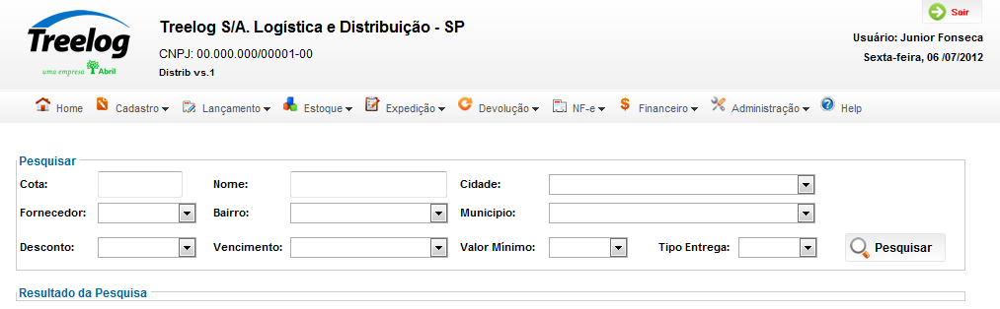 Sair
Treelog
uma empresa Abril
Treelog S/A. Logística e Distribuição - SP
CNPJ: 00.000.000/00001-00
Distrib vs.1
Usuário: Junior Fonseca
Sexta-feira, 06 /07/2012
Home Cadastro Lançamento Estoque Expedição Devolução NF-e Financeiro Administração Help
Pesquisar
Cota: Nome: Cidade:
Fornecedor: Bairro: Municipio:
Desconto: Vencimento: Valor Mínimo: Tipo Entrega: Pesquisar
Resultado da Pesquisa